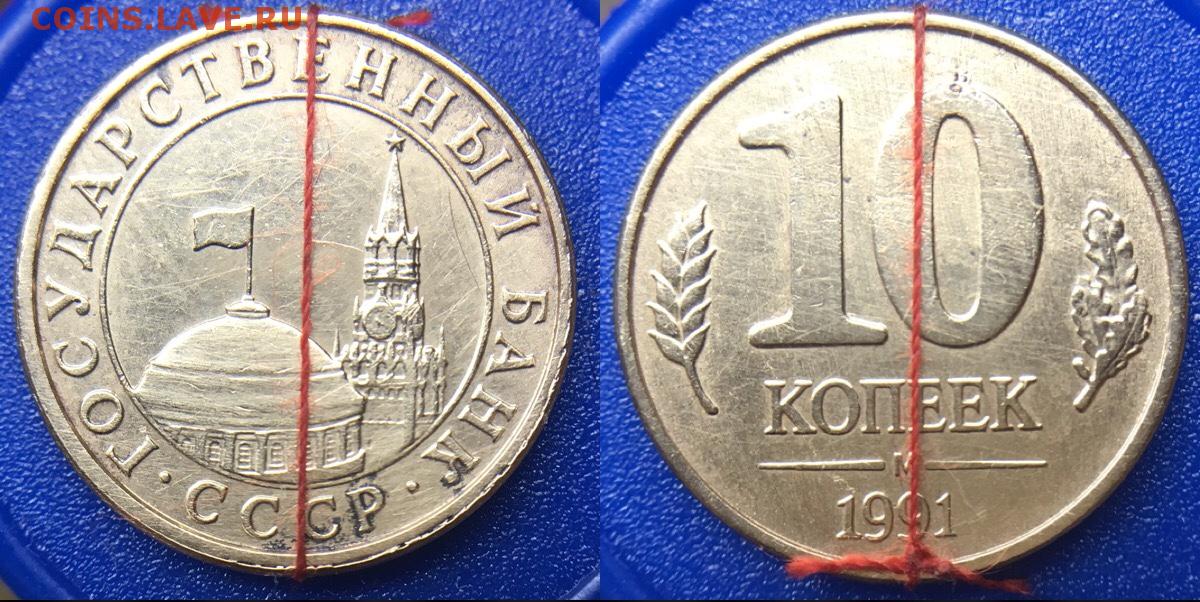 COINS.LAVE.RU
ГОСУДАРСТВЕННЫЙ БАНК
· СССР ·
10
КОПЕЕК
М
1991